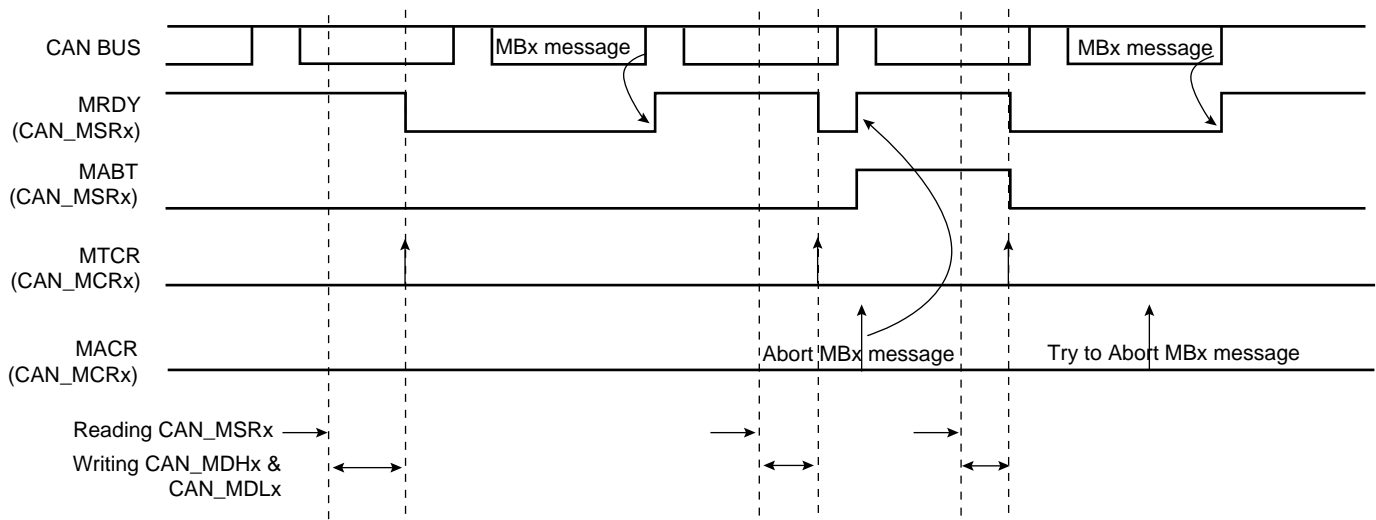 CAN BUS
MBx message
MBx message
MRDY
(CAN_MSRx)
MABT
(CAN_MSRx)
MTCR
(CAN_MCRx)
MACR
(CAN_MCRx)
Abort MBx message
Try to Abort MBx message
Reading CAN_MSRx
Writing CAN_MDHx &
CAN_MDLx